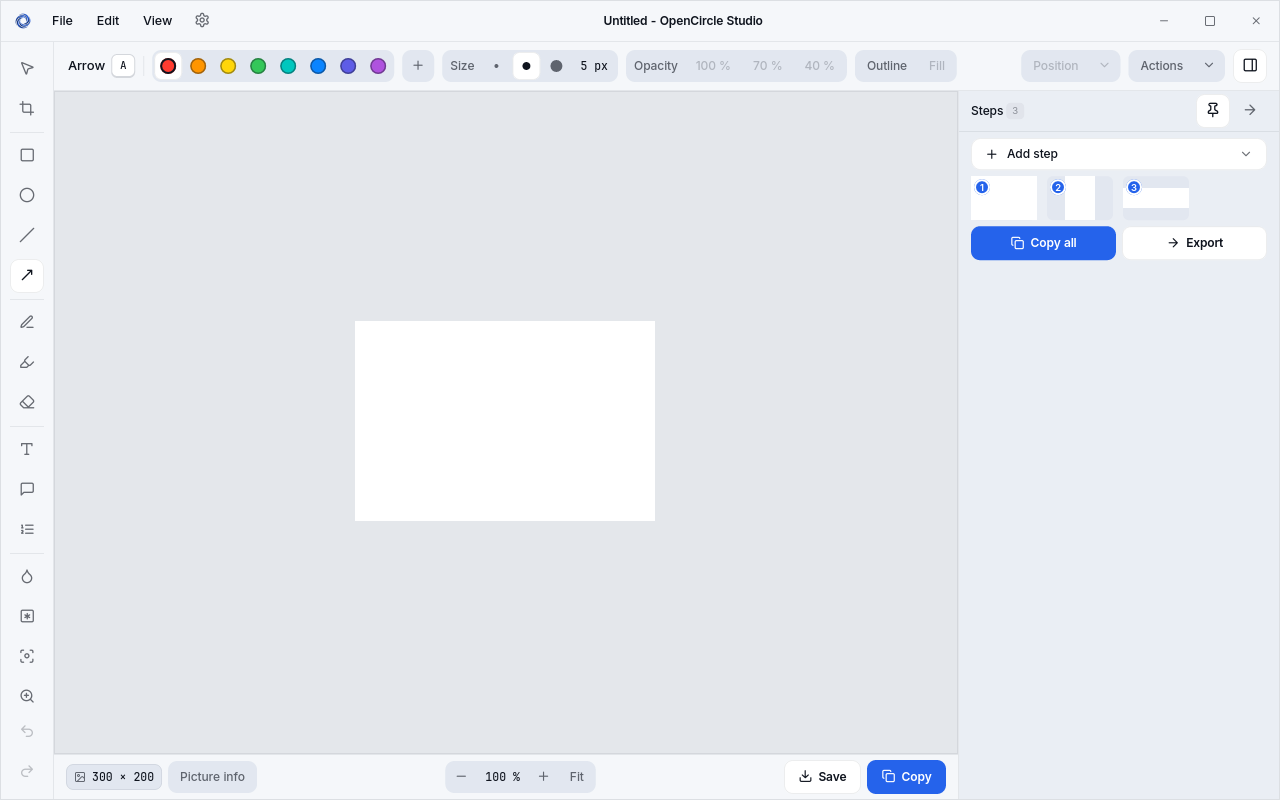 File Edit View Untitled - OpenCircle Studio
Arrow A Size 5 px Opacity 100 % 70 % 40 % Outline Fill Position Actions
Steps 3
Add step
1 2 3
Copy all Export
300 × 200 Picture info 100 % Fit Save Copy